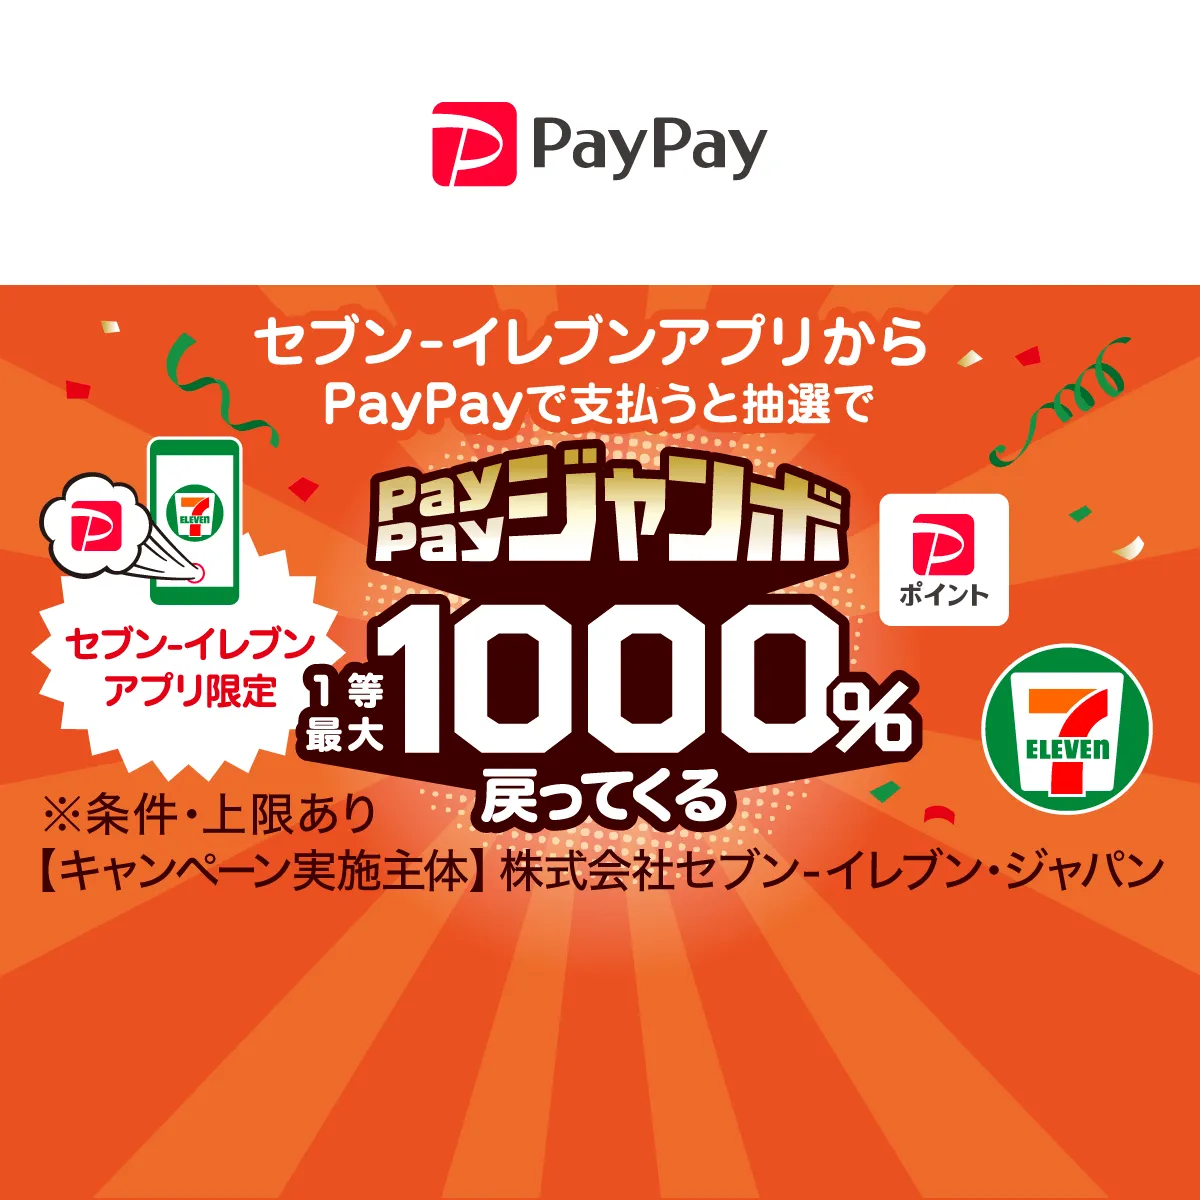 PayPay
セブン-イレブンアプリから
PayPayで支払うと抽選で
PayPayジャンボ
ELEVEn
ポイント
セブン-イレブン
アプリ限定
1等
最大
1000%
戻ってくる
7
ELEVEn
※条件・上限あり
【キャンペーン実施主体】株式会社セブン-イレブン・ジャパン